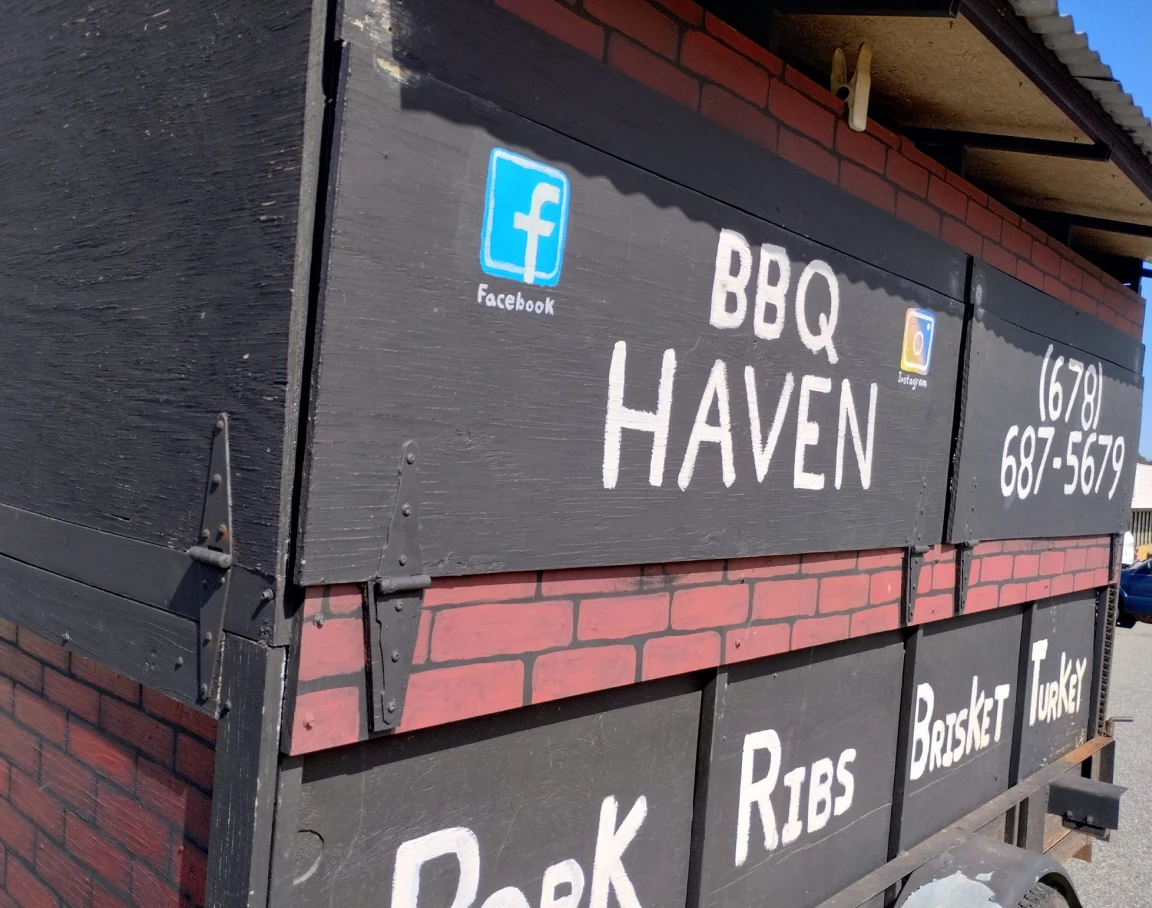 Facebook
BBQ
HAVEN
Instagram
(678)
687-5679
PORK
RIBS
BRISKET
TURKEY